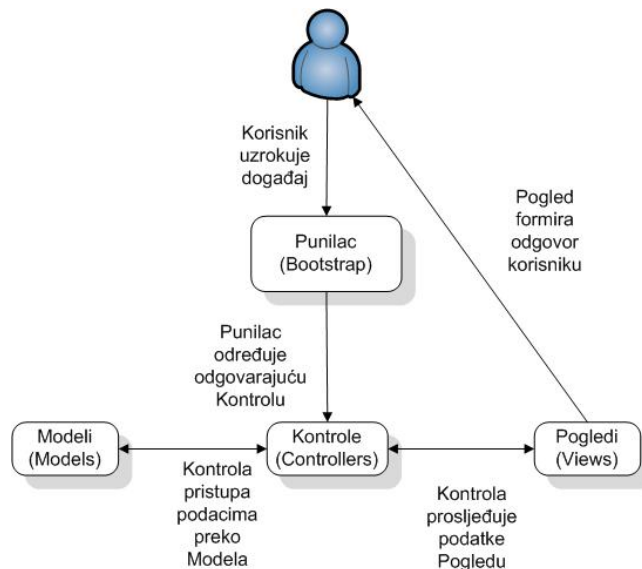 Korisnik
uzrokuje
događaj
Pogled
formira
odgovor
korisniku
Punilac
(Bootstrap)
Punilac
određuje
odgovarajuću
Kontrolu
Modeli
(Models)
Kontrole
(Controllers)
Pogledi
(Views)
Kontrola
pristupa
podacima
preko
Modela
Kontrola
prosljeđuje
podatke
Pogledu